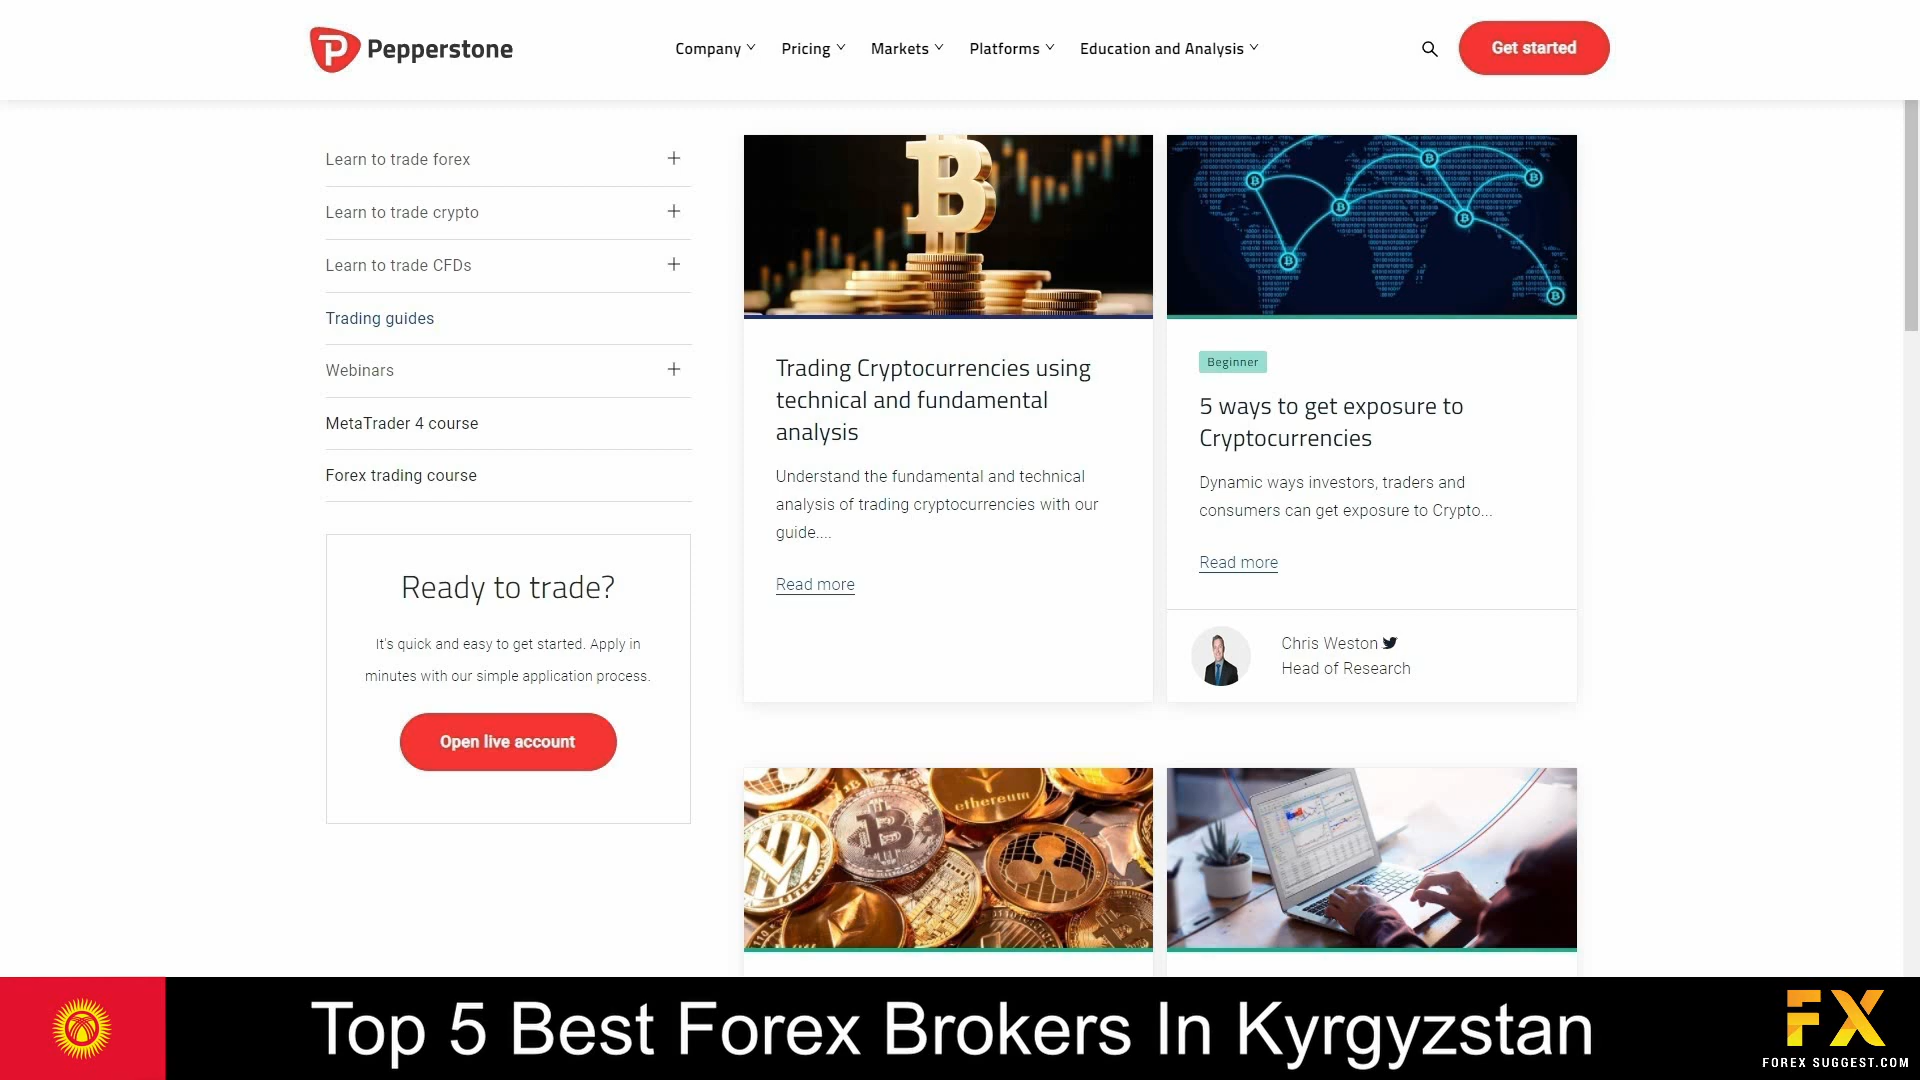 Pepperstone
Company
Pricing
Markets
Platforms
Education and Analysis
Get started
Learn to trade forex
Learn to trade crypto
Learn to trade CFDs
Trading guides
Webinars
MetaTrader 4 course
Forex trading course
Ready to trade?
It's quick and easy to get started. Apply in
minutes with our simple application process.
Open live account
Trading Cryptocurrencies using
technical and fundamental
analysis
Understand the fundamental and technical
analysis of trading cryptocurrencies with our
guide....
Read more
Beginner
5 ways to get exposure to
Cryptocurrencies
Dynamic ways investors, traders and
consumers can get exposure to Crypto...
Read more
Chris Weston
Head of Research
ethereum
Top 5 Best Forex Brokers In Kyrgyzstan
FX
FOREX SUGGEST.COM